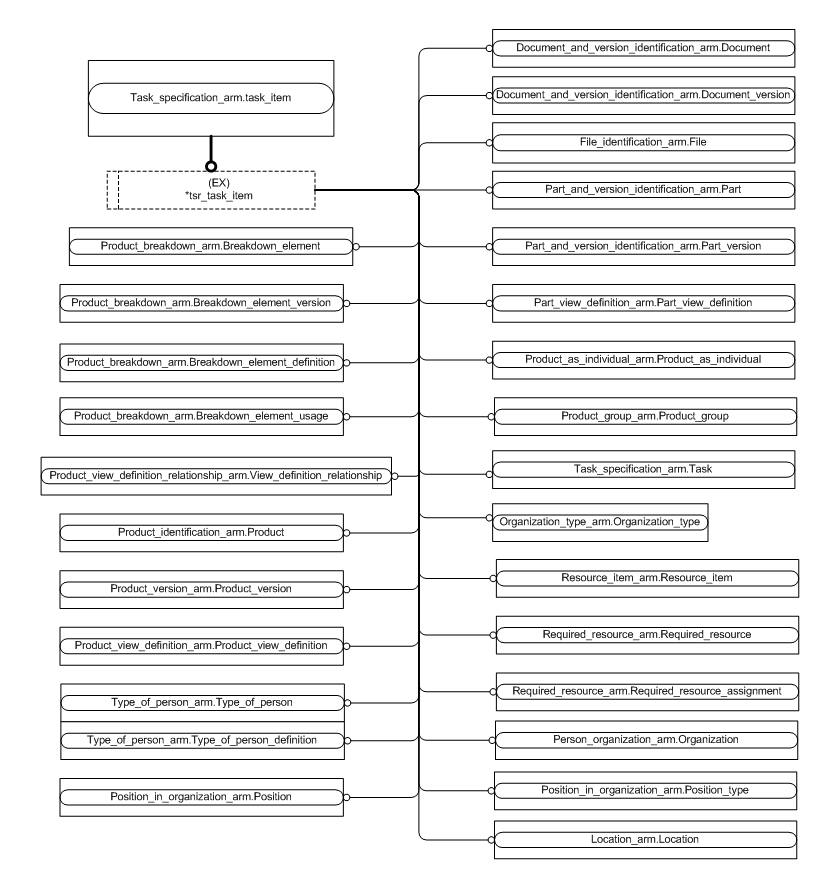 Task_specification_arm.task_item
(EX)
*tsr_task_item
Product_breakdown_arm.Breakdown_element
Product_breakdown_arm.Breakdown_element_version
Product_breakdown_arm.Breakdown_element_definition
Product_breakdown_arm.Breakdown_element_usage
Product_view_definition_relationship_arm.View_definition_relationship
Product_identification_arm.Product
Product_version_arm.Product_version
Product_view_definition_arm.Product_view_definition
Type_of_person_arm.Type_of_person
Type_of_person_arm.Type_of_person_definition
Position_in_organization_arm.Position
Document_and_version_identification_arm.Document
Document_and_version_identification_arm.Document_version
File_identification_arm.File
Part_and_version_identification_arm.Part
Part_and_version_identification_arm.Part_version
Part_view_definition_arm.Part_view_definition
Product_as_individual_arm.Product_as_individual
Product_group_arm.Product_group
Task_specification_arm.Task
Organization_type_arm.Organization_type
Resource_item_arm.Resource_item
Required_resource_arm.Required_resource
Required_resource_arm.Required_resource_assignment
Person_organization_arm.Organization
Position_in_organization_arm.Position_type
Location_arm.Location